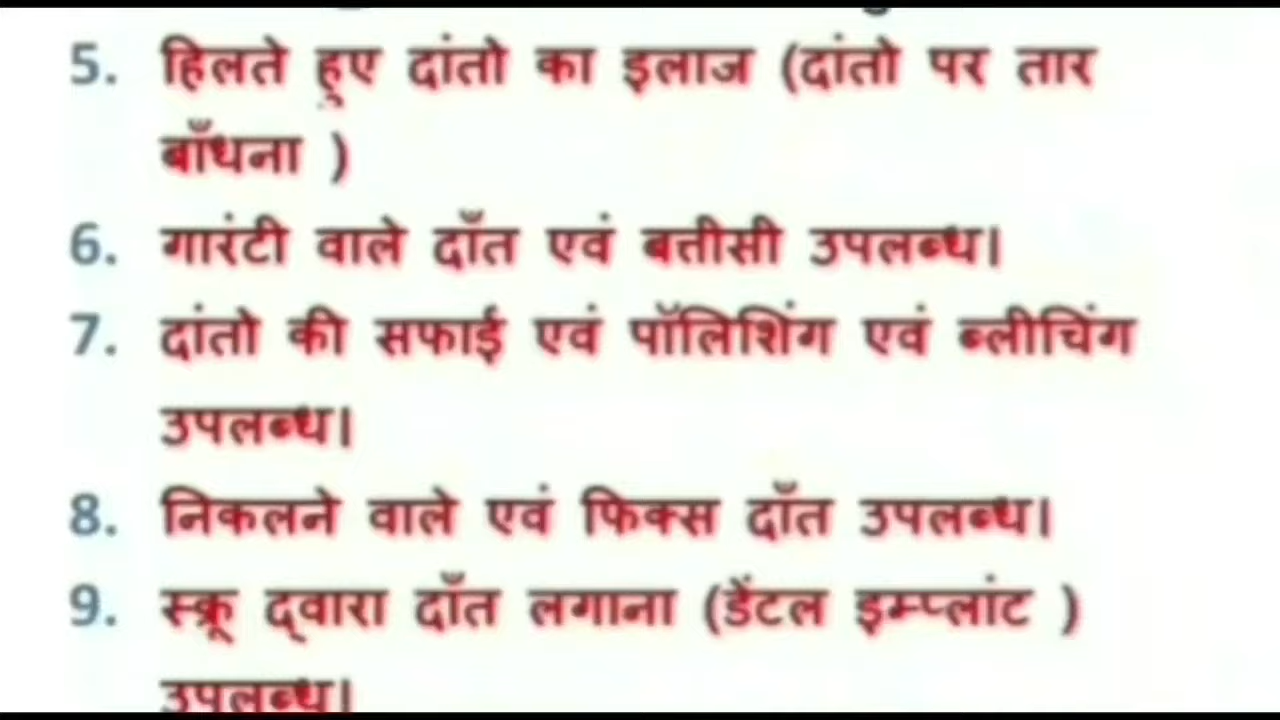 5. हिलते हुए दांतो का इलाज (दांतो पर तार
बाँधना )
6. गारंटी वाले दाँत एवं बत्तीसी उपलब्ध।
7. दांतो की सफाई एवं पॉलिशिंग एवं ब्लीचिंग
उपलब्ध।
8. निकलने वाले एवं फिक्स दाँत उपलब्ध।
9. स्क्रू द्वारा दाँत लगाना (डेंटल इम्प्लांट )
उपलब्ध।